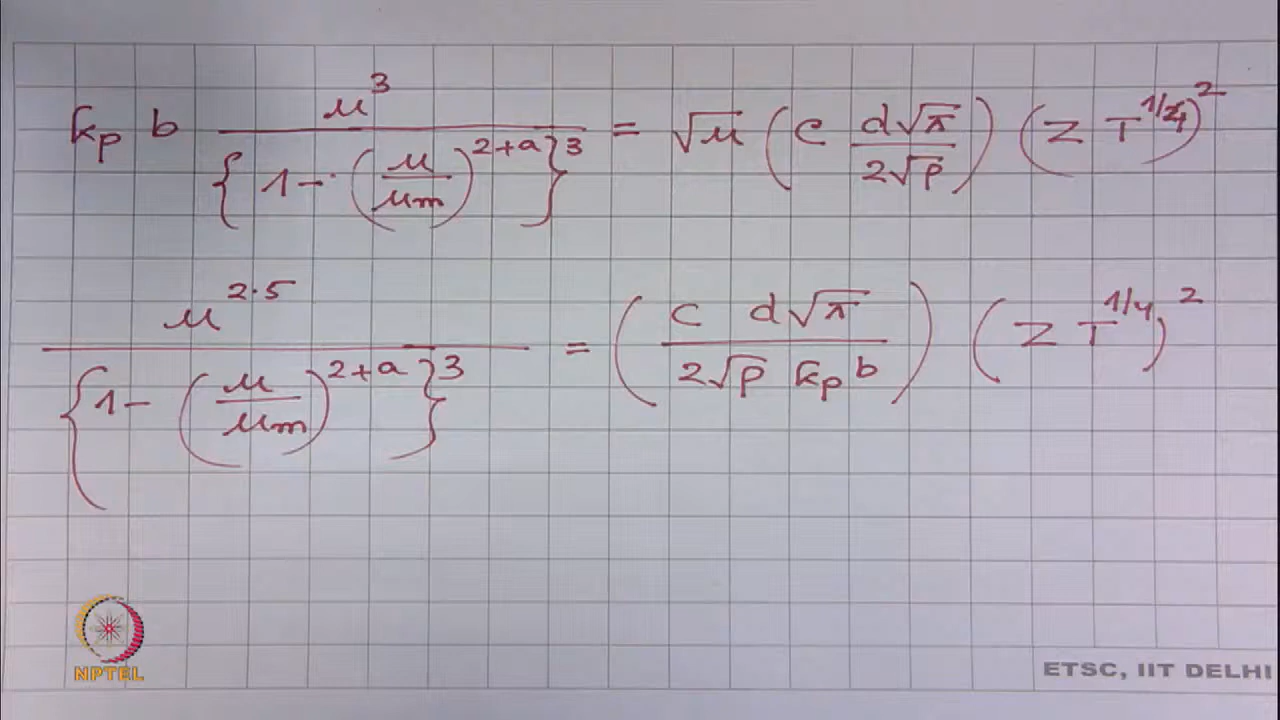 kp b μ³ / {1 - (μ/μm)^(2+a)}³ = √μ (c d√π / 2√p) (Z T^(1/4))²
μ^2.5 / {1 - (μ/μm)^(2+a)}³ = (c d√π / 2√p kp b) (Z T^(1/4))²
NPTEL
ETSC, IIT DELHI